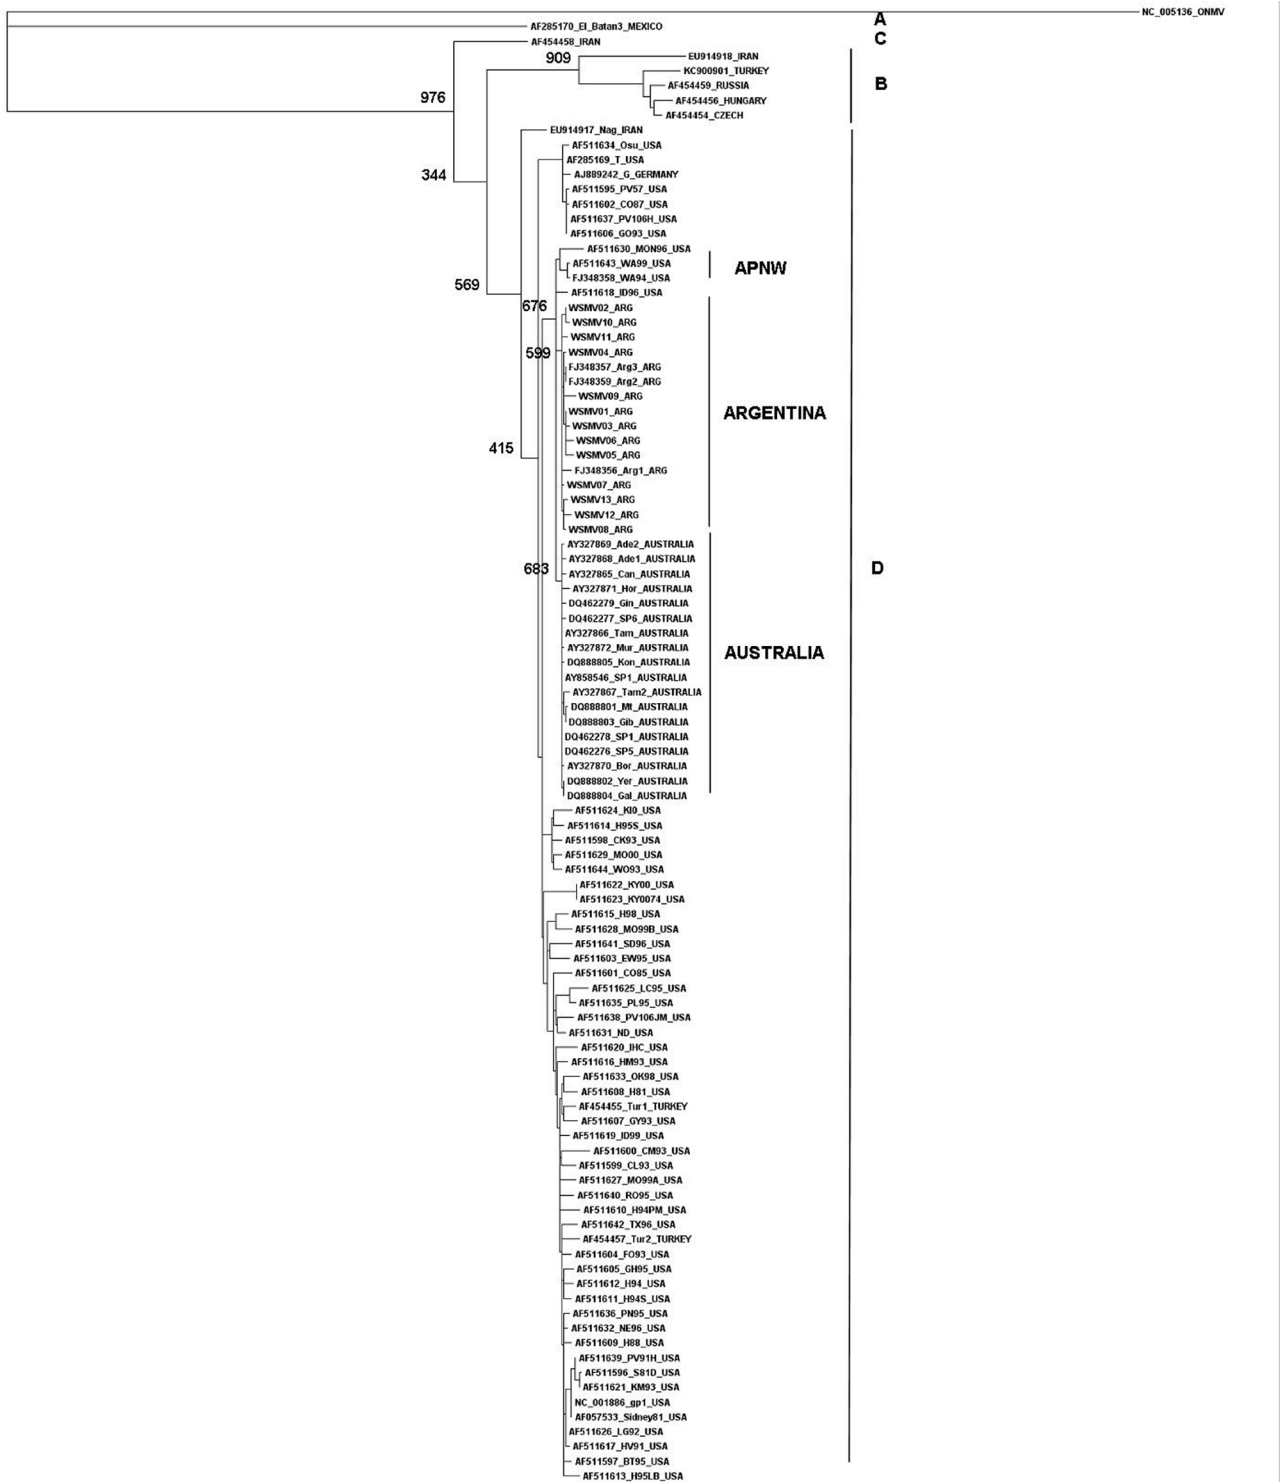 NC_005136_ONMV
A
AF285170_El_Batan3_MEXICO
C
AF454458_IRAN
909
EU914918_IRAN
KC900901_TURKEY
AF454459_RUSSIA
B
976
AF454456_HUNGARY
AF454454_CZECH
EU914917_Nag_IRAN
AF511634_Osu_USA
AF285169_T_USA
344
AJ889242_G_GERMANY
AF511595_PV57_USA
AF511602_CO87_USA
AF511637_PV106H_USA
AF511606_GO93_USA
AF511630_MON96_USA
AF511643_WA99_USA
APNW
FJ348358_WA94_USA
569
AF511618_ID96_USA
676
WSMV02_ARG
WSMV10_ARG
WSMV11_ARG
599
WSMV04_ARG
FJ348357_Arg3_ARG
FJ348359_Arg2_ARG
WSMV09_ARG
WSMV01_ARG
ARGENTINA
WSMV03_ARG
WSMV06_ARG
415
WSMV05_ARG
FJ348356_Arg1_ARG
WSMV07_ARG
WSMV13_ARG
WSMV12_ARG
WSMV08_ARG
AY327869_Ade2_AUSTRALIA
AY327868_Ade1_AUSTRALIA
683
D
AY327865_Can_AUSTRALIA
AY327871_Hor_AUSTRALIA
DQ462279_Gin_AUSTRALIA
DQ462277_SP6_AUSTRALIA
AY327866_Tam_AUSTRALIA
AY327872_Mur_AUSTRALIA
AUSTRALIA
DQ888805_Kon_AUSTRALIA
AY858546_SP1_AUSTRALIA
AY327867_Tam2_AUSTRALIA
DQ888801_Mt_AUSTRALIA
DQ888803_Gib_AUSTRALIA
DQ462278_SP1_AUSTRALIA
DQ462276_SP5_AUSTRALIA
AY327870_Bor_AUSTRALIA
DQ888802_Yer_AUSTRALIA
DQ888804_Gal_AUSTRALIA
AF511624_KI0_USA
AF511614_H95S_USA
AF511598_CK93_USA
AF511629_MO00_USA
AF511644_WO93_USA
AF511622_KY00_USA
AF511623_KY0074_USA
AF511615_H98_USA
AF511628_MO99B_USA
AF511641_SD96_USA
AF511603_EW95_USA
AF511601_CO85_USA
AF511625_LC95_USA
AF511635_PL95_USA
AF511638_PV106JM_USA
AF511631_ND_USA
AF511620_IHC_USA
AF511616_HM93_USA
AF511633_OK98_USA
AF511608_H81_USA
AF454455_Tur1_TURKEY
AF511607_GY93_USA
AF511619_ID99_USA
AF511600_CM93_USA
AF511599_CL93_USA
AF511627_MO99A_USA
AF511640_RO95_USA
AF511610_H94PM_USA
AF511642_TX96_USA
AF454457_Tur2_TURKEY
AF511604_FO93_USA
AF511605_GH95_USA
AF511612_H94_USA
AF511611_H94S_USA
AF511636_PN95_USA
AF511632_NE96_USA
AF511609_H88_USA
AF511639_PV91H_USA
AF511596_S81D_USA
AF511621_KM93_USA
NC_001886_gp1_USA
AF057533_Sidney81_USA
AF511626_LG92_USA
AF511617_HV91_USA
AF511597_BT95_USA
AF511613_H95LB_USA